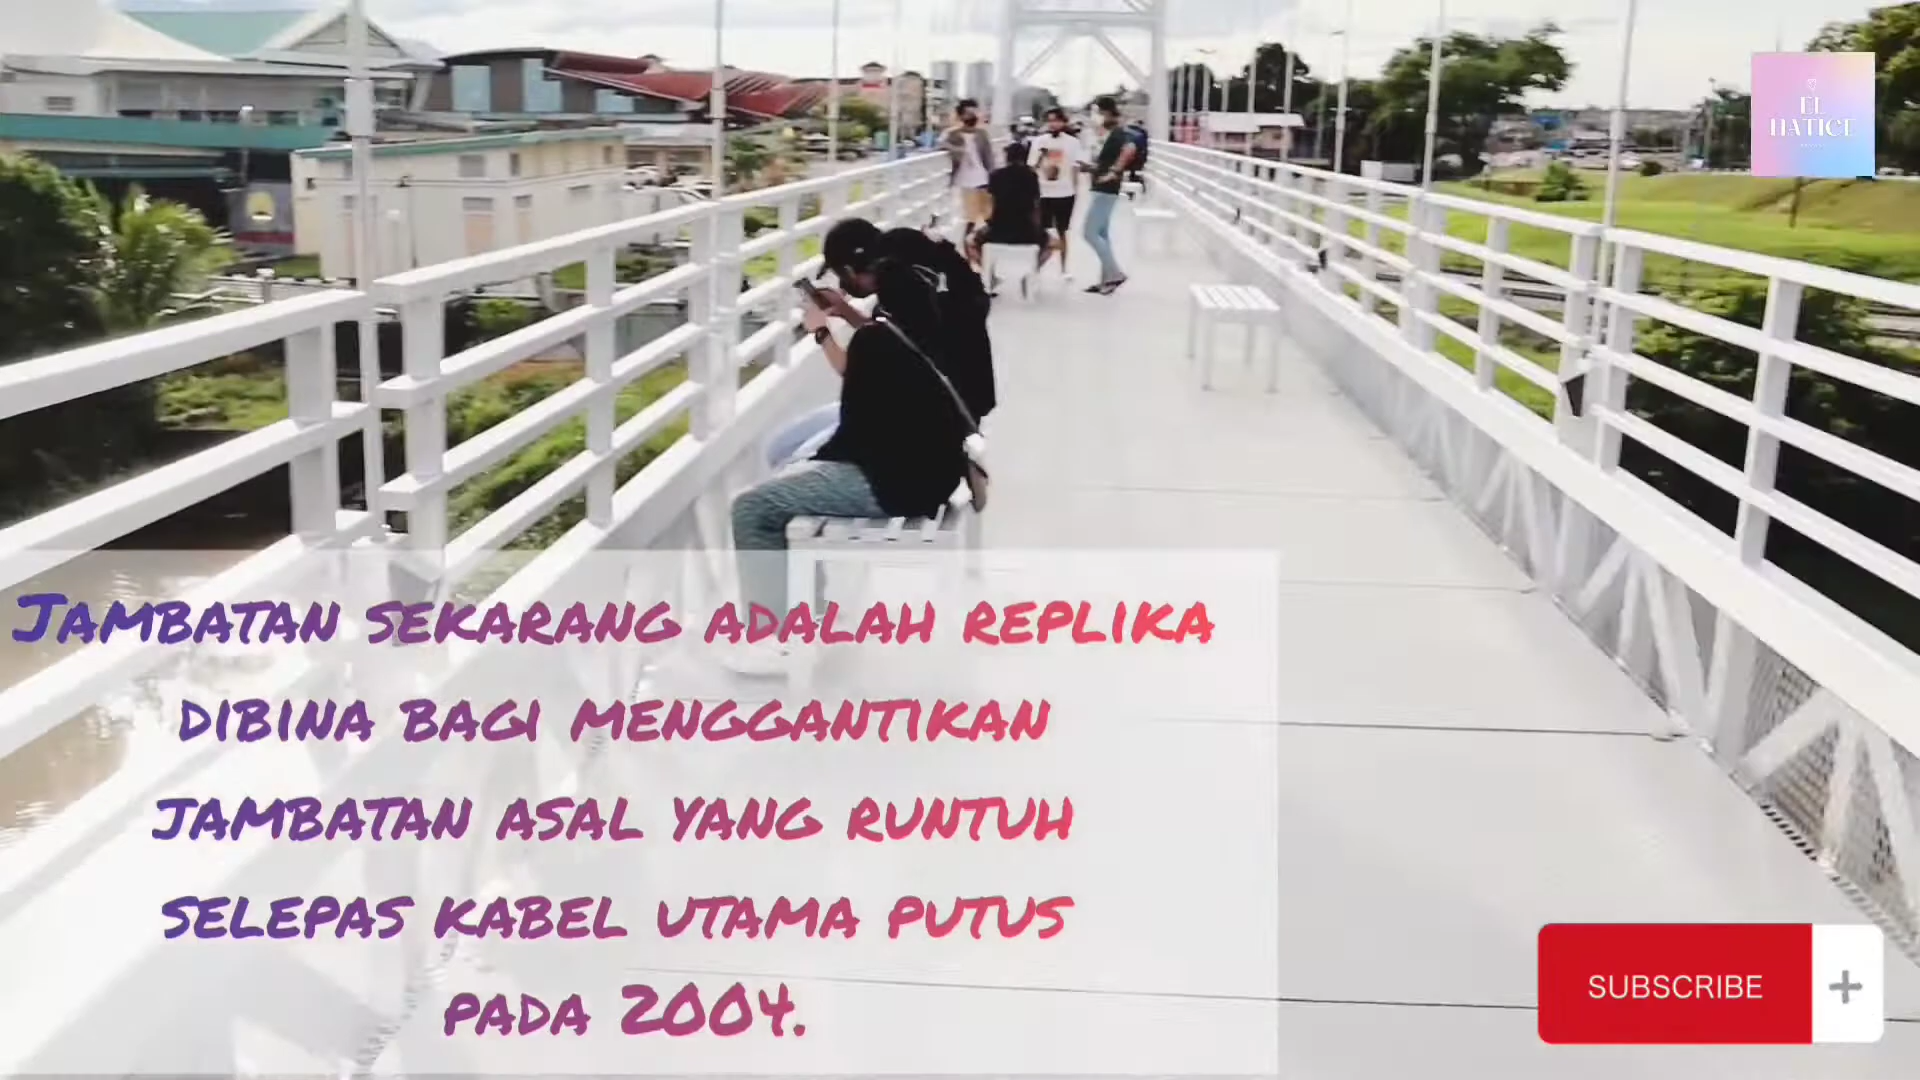 EL
HATICE
Jambatan sekarang adalah replika
dibina bagi menggantikan
jambatan asal yang runtuh
selepas kabel utama putus
pada 2004.
SUBSCRIBE